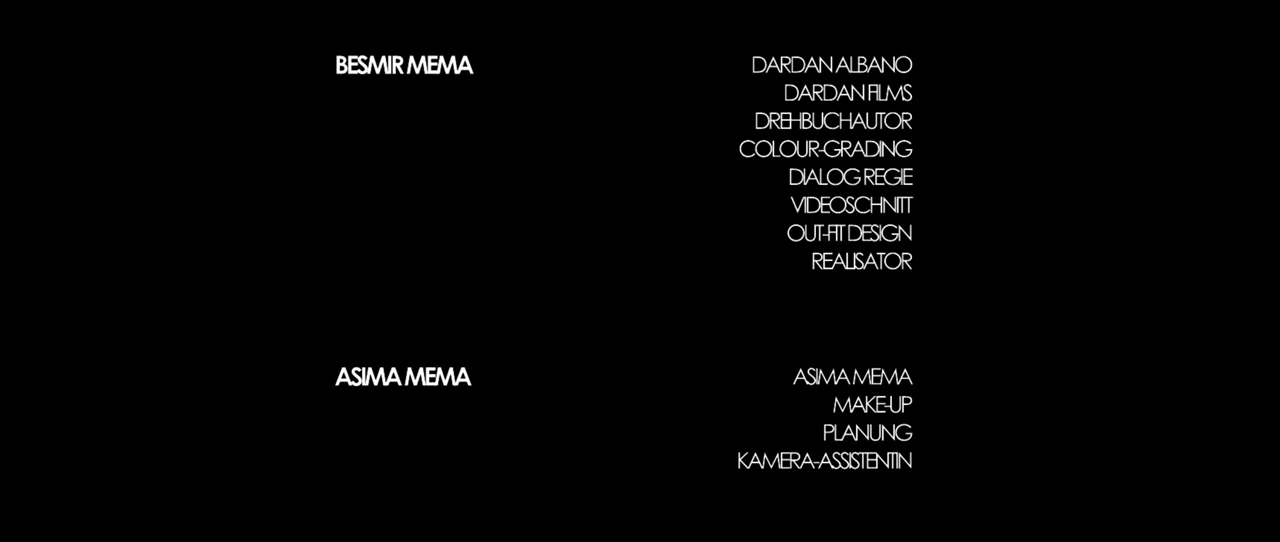 BESMIR MEMA DARDAN ALBANO
DARDAN FILMS
DREHBUCHAUTOR
COLOUR-GRADING
DIALOG REGIE
VIDEOSCHNITT
OUT-FIT DESIGN
REALISATOR
ASIMA MEMA ASIMA MEMA
MAKE-UP
PLANUNG
KAMERA-ASSISTENTIN